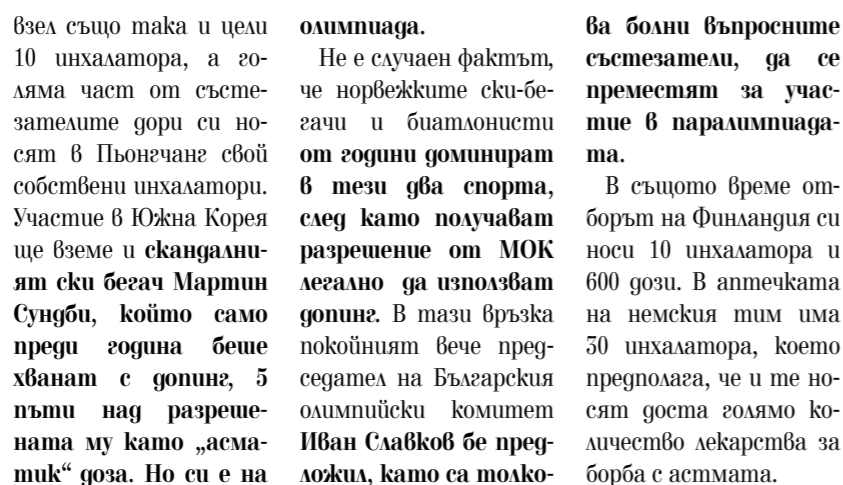 взел също така и цели
10 инхалатора, а го-
ляма част от състе-
зателите дори си но-
сят в Пьонгчанг свой
собствени инхалатори.
Участие в Южна Корея
ще вземе и скандални-
ят ски бегач Мартин
Сундби, който само
преди година беше
хванат с допинг, 5
пъти над разреше-
ната му като „асма-
тик“ доза. Но си е на
олимпиада.
Не е случаен фактът,
че норвежките ски-бе-
гачи и биатлонисти
от години доминират
в тези два спорта,
след като получават
разрешение от МОК
легално да използват
допинг. В тази връзка
покойният вече пред-
седател на Българския
олимпийски комитет
Иван Славков бе пред-
ложил, като са толко-
ва болни въпросните
състезатели, да се
преместят за учас-
тие в паралимпиада-
та.
В същото време от-
борът на Финландия си
носи 10 инхалатора и
600 дози. В аптечката
на немския тим има
30 инхалатора, което
предполага, че и те но-
сят доста голямо ко-
личество лекарства за
борба с астмата.